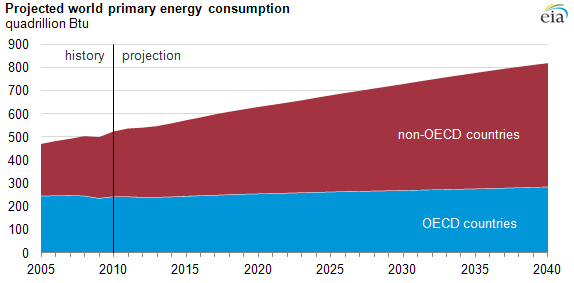 Projected world primary energy consumption
quadrillion Btu
eia
900
history projection
800
700
600
500
non-OECD countries
400
300
200
OECD countries
100
0
2005 2010 2015 2020 2025 2030 2035 2040